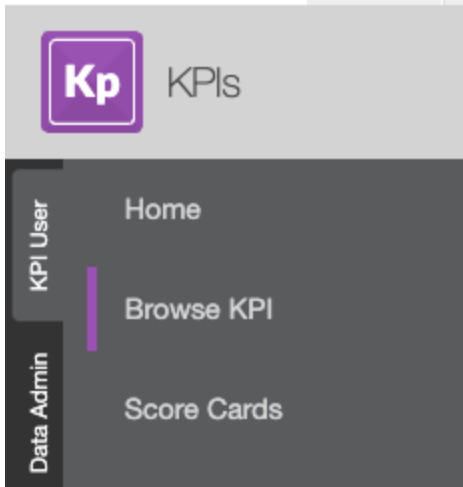 Kp
KPIs
KPI User
Home
Browse KPI
Data Admin
Score Cards